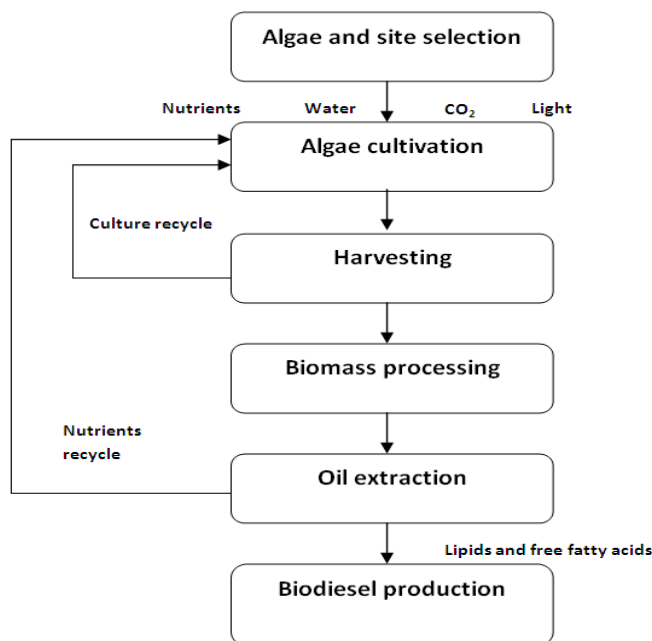 Algae and site selection
Nutrients Water CO₂ Light
Algae cultivation
Culture recycle
Harvesting
Biomass processing
Nutrients
recycle
Oil extraction
Lipids and free fatty acids
Biodiesel production